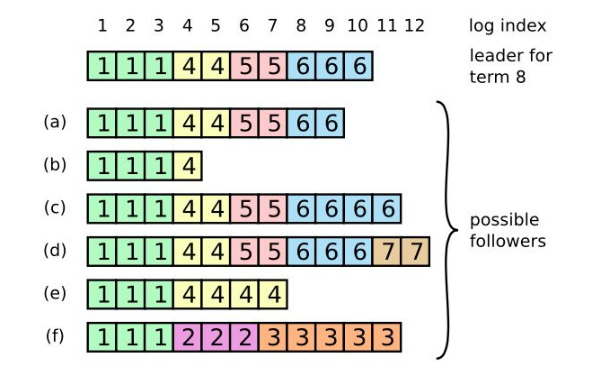 1 2 3 4 5 6 7 8 9 10 11 12 log index
1 1 1 4 4 5 5 6 6 6 leader for
term 8
(a) 1 1 1 4 4 5 5 6 6
(b) 1 1 1 4
(c) 1 1 1 4 4 5 5 6 6 6 6
(d) 1 1 1 4 4 5 5 6 6 6 7 7
(e) 1 1 1 4 4 4 4
(f) 1 1 1 2 2 2 3 3 3 3 3
possible
followers